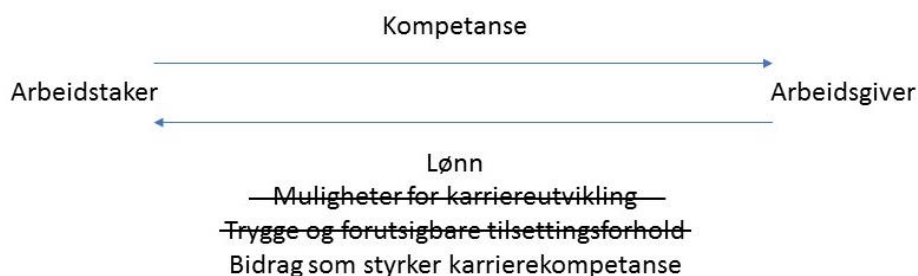 Kompetanse
Arbeidstaker
Arbeidsgiver
Lønn
Muligheter for karriereutvikling
Trygge og forutsigbare tilsettingsforhold
Bidrag som styrker karrierekompetanse